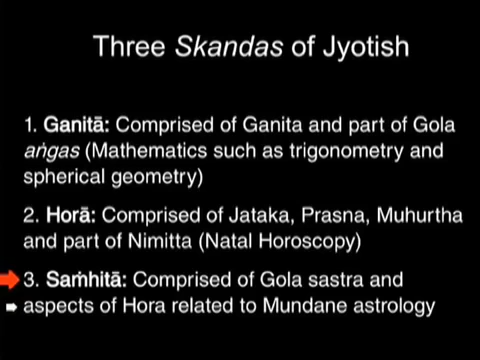 Three Skandas of Jyotish
1. Ganitā: Comprised of Ganita and part of Gola
aṅgas (Mathematics such as trigonometry and
spherical geometry)
2. Horā: Comprised of Jataka, Prasna, Muhurtha
and part of Nimitta (Natal Horoscopy)
3. Saṁhitā: Comprised of Gola sastra and
aspects of Hora related to Mundane astrology